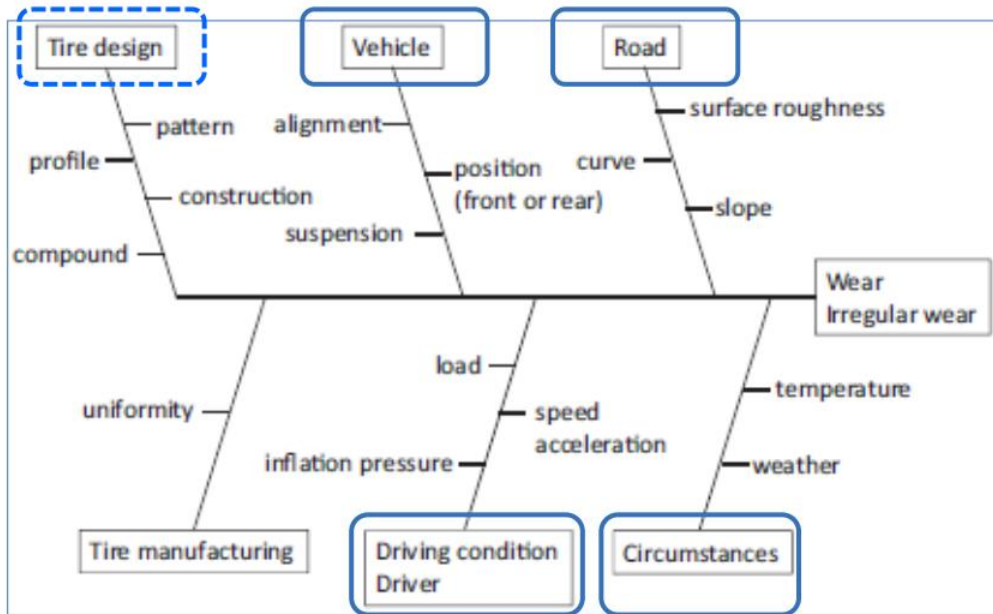 Tire design
Vehicle
Road
pattern
profile
construction
compound
alignment
position
(front or rear)
suspension
surface roughness
curve
slope
Wear
Irregular wear
uniformity
load
speed
acceleration
inflation pressure
temperature
weather
Tire manufacturing
Driving condition
Driver
Circumstances